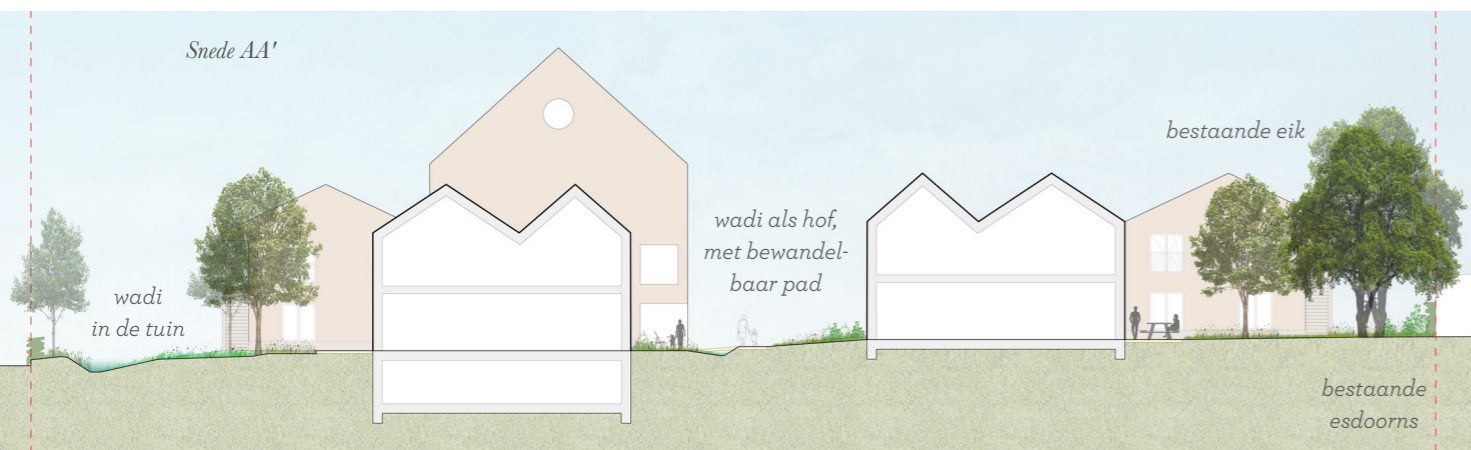 Snede AA'
bestaande eik
wadi als hof,
met bewandel-
baar pad
wadi
in de tuin
bestaande
esdoorns